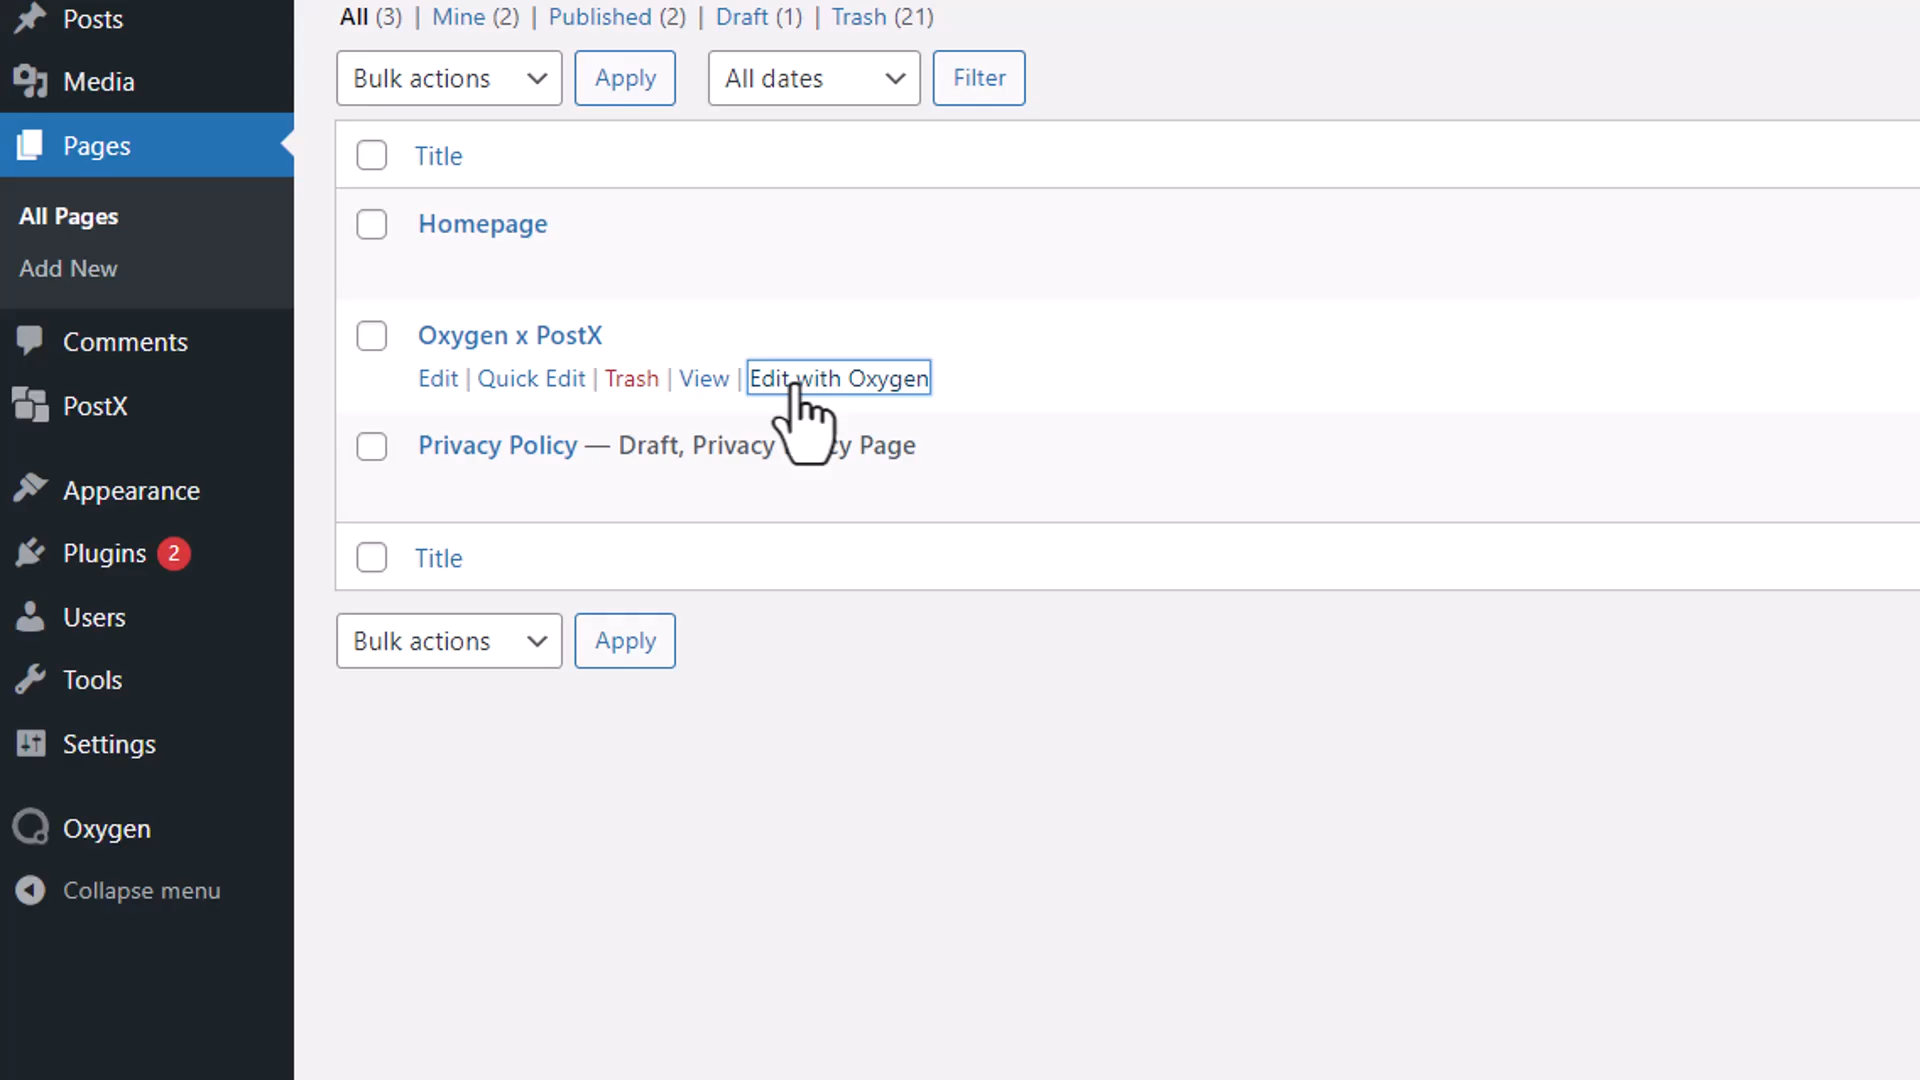 Posts
Media
Pages
All Pages
Add New
Comments
PostX
Appearance
Plugins 2
Users
Tools
Settings
Oxygen
Collapse menu
All (3) | Mine (2) | Published (2) | Draft (1) | Trash (21)
Bulk actions Apply All dates Filter
Title
Homepage
Oxygen x PostX
Edit | Quick Edit | Trash | View | Edit with Oxygen
Privacy Policy — Draft, Privacy Page
Title
Bulk actions Apply